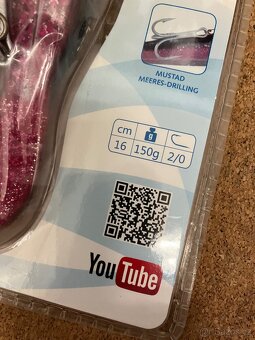 MUSTAD
MEERES-DRILLING
cm g
16 150g 2/0
YouTube